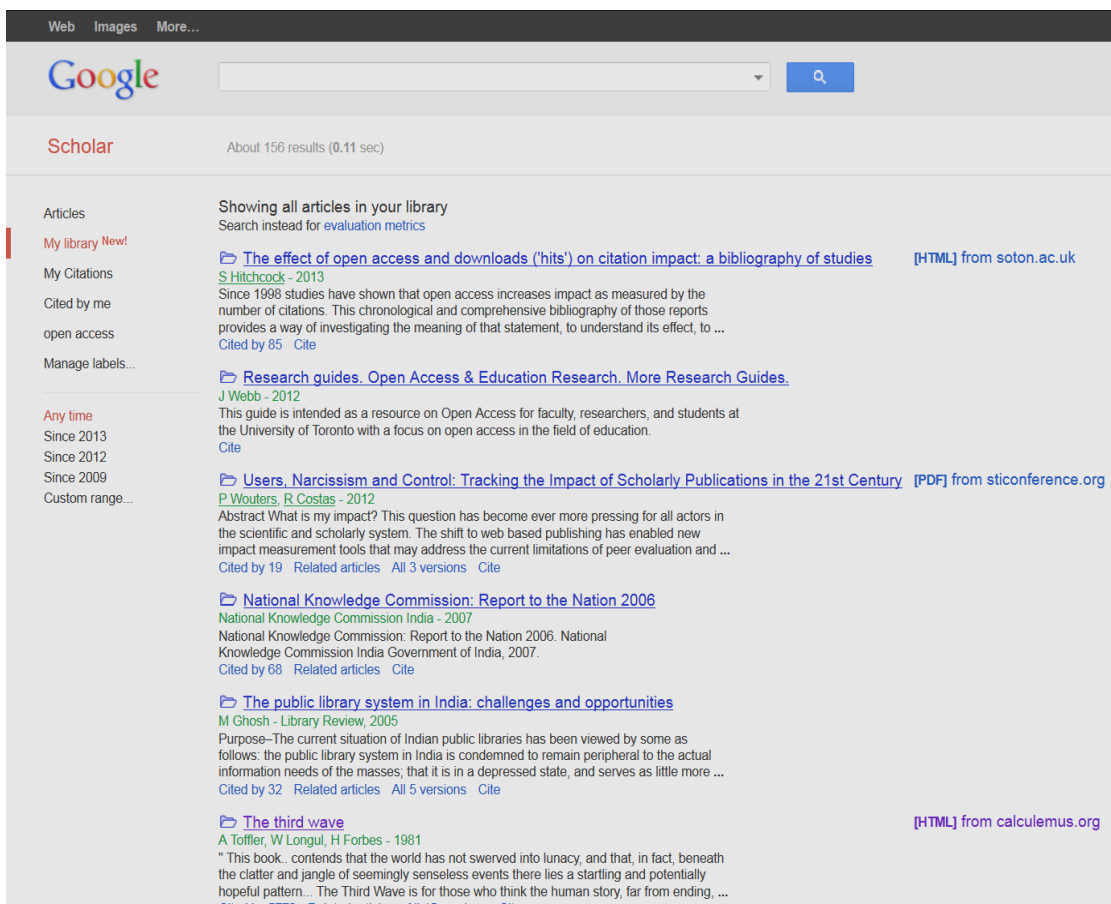 Web Images More...
Google
Scholar
About 156 results (0.11 sec)
Articles
My library New!
My Citations
Cited by me
open access
Manage labels...
Any time
Since 2013
Since 2012
Since 2009
Custom range...
Showing all articles in your library
Search instead for evaluation metrics
The effect of open access and downloads ('hits') on citation impact: a bibliography of studies [HTML] from soton.ac.uk
S Hitchcock - 2013
Since 1998 studies have shown that open access increases impact as measured by the
number of citations. This chronological and comprehensive bibliography of those reports
provides a way of investigating the meaning of that statement, to understand its effect, to ...
Cited by 85 Cite
Research guides. Open Access & Education Research. More Research Guides.
J Webb - 2012
This guide is intended as a resource on Open Access for faculty, researchers, and students at
the University of Toronto with a focus on open access in the field of education.
Cite
Users, Narcissism and Control: Tracking the Impact of Scholarly Publications in the 21st Century [PDF] from sticonference.org
P Wouters, R Costas - 2012
Abstract What is my impact? This question has become ever more pressing for all actors in
the scientific and scholarly system. The shift to web based publishing has enabled new
impact measurement tools that may address the current limitations of peer evaluation and ...
Cited by 19 Related articles All 3 versions Cite
National Knowledge Commission: Report to the Nation 2006
National Knowledge Commission India - 2007
National Knowledge Commission: Report to the Nation 2006. National
Knowledge Commission India Government of India, 2007.
Cited by 68 Related articles Cite
The public library system in India: challenges and opportunities
M Ghosh - Library Review, 2005
Purpose–The current situation of Indian public libraries has been viewed by some as
follows: the public library system in India is condemned to remain peripheral to the actual
information needs of the masses; that it is in a depressed state, and serves as little more ...
Cited by 32 Related articles All 5 versions Cite
The third wave [HTML] from calculemus.org
A Toffler, W Longul, H Forbes - 1981
" This book.. contends that the world has not swerved into lunacy, and that, in fact, beneath
the clatter and jangle of seemingly senseless events there lies a startling and potentially
hopeful pattern... The Third Wave is for those who think the human story, far from ending, ...